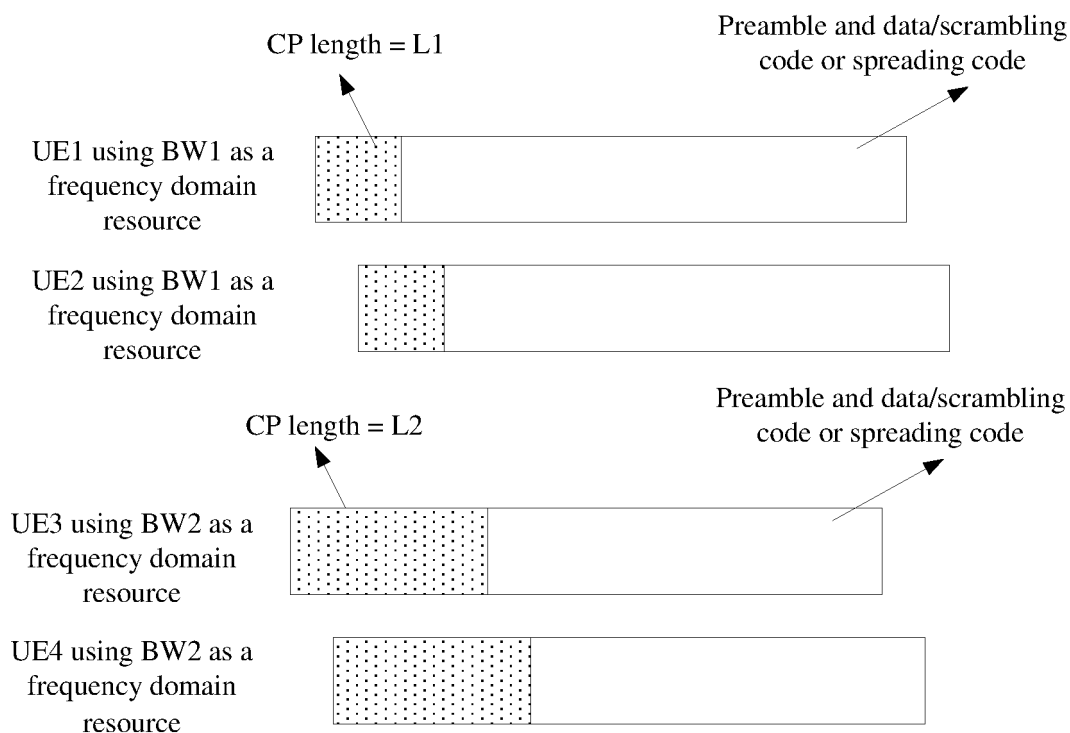 CP length = L1
Preamble and data/scrambling
code or spreading code
UE1 using BW1 as a
frequency domain
resource
UE2 using BW1 as a
frequency domain
resource
CP length = L2
Preamble and data/scrambling
code or spreading code
UE3 using BW2 as a
frequency domain
resource
UE4 using BW2 as a
frequency domain
resource